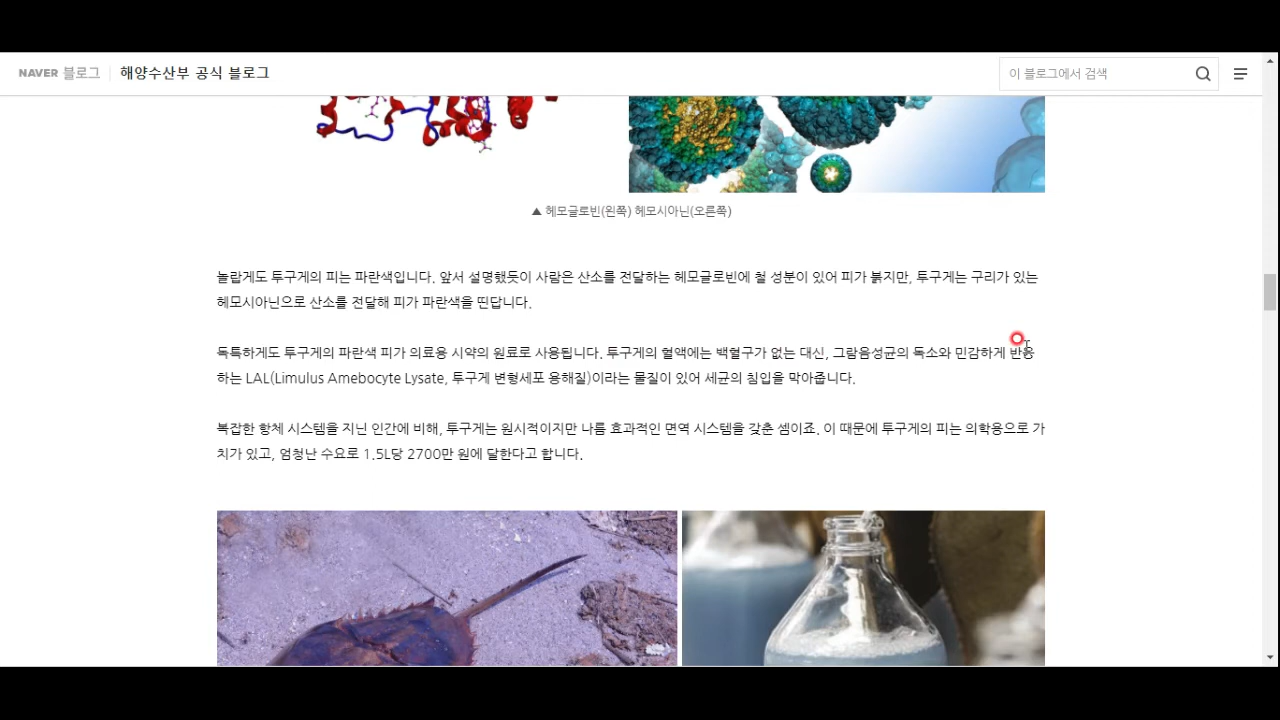 NAVER 블로그 해양수산부 공식 블로그 이 블로그에서 검색
▲ 헤모글로빈(왼쪽) 헤모시아닌(오른쪽)
놀랍게도 투구게의 피는 파란색입니다. 앞서 설명했듯이 사람은 산소를 전달하는 헤모글로빈에 철 성분이 있어 피가 붉지만, 투구게는 구리가 있는
헤모시아닌으로 산소를 전달해 피가 파란색을 띤답니다.
독특하게도 투구게의 파란색 피가 의료용 시약의 원료로 사용됩니다. 투구게의 혈액에는 백혈구가 없는 대신, 그람음성균의 독소와 민감하게 반응
하는 LAL(Limulus Amebocyte Lysate, 투구게 변형세포 용해질)이라는 물질이 있어 세균의 침입을 막아줍니다.
복잡한 항체 시스템을 지닌 인간에 비해, 투구게는 원시적이지만 나름 효과적인 면역 시스템을 갖춘 셈이죠. 이 때문에 투구게의 피는 의학용으로 가
치가 있고, 엄청난 수요로 1.5L당 2700만 원에 달한다고 합니다.